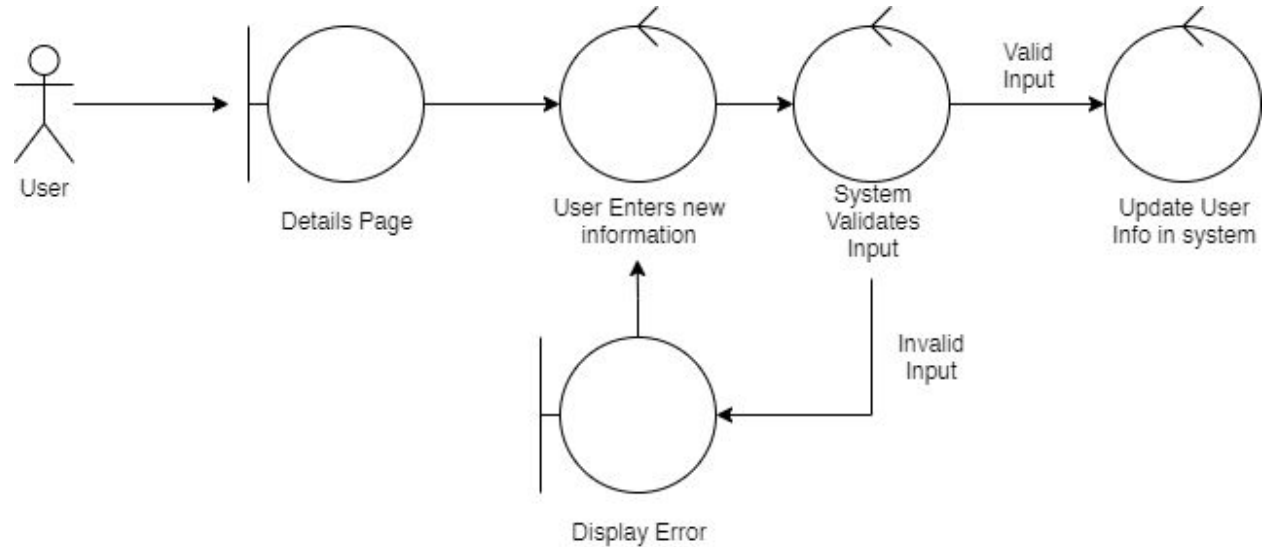 Valid
Input
User
Details Page
User Enters new
information
System
Validates
Input
Update User
Info in system
Invalid
Input
Display Error